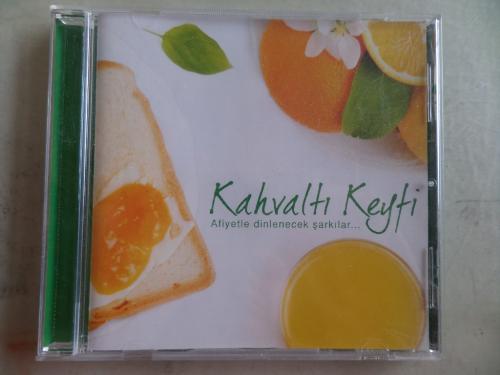 Kahvaltı Keyfi
Afiyetle dinlenecek şarkılar...